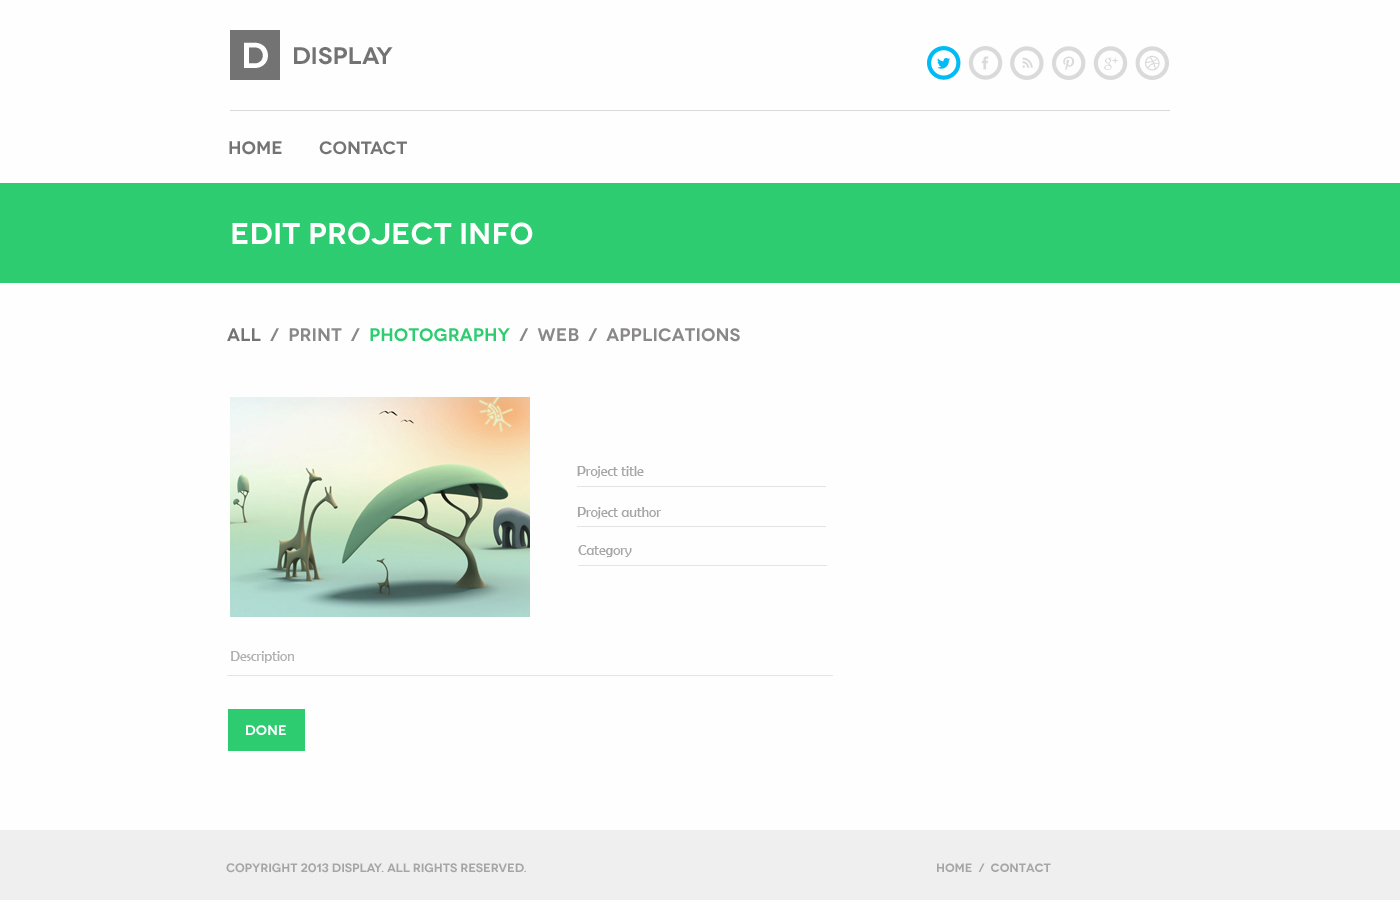 D DISPLAY
HOME CONTACT
EDIT PROJECT INFO
ALL / PRINT / PHOTOGRAPHY / WEB / APPLICATIONS
Project title
Project author
Category
Description
DONE
COPYRIGHT 2013 DISPLAY. ALL RIGHTS RESERVED.
HOME / CONTACT